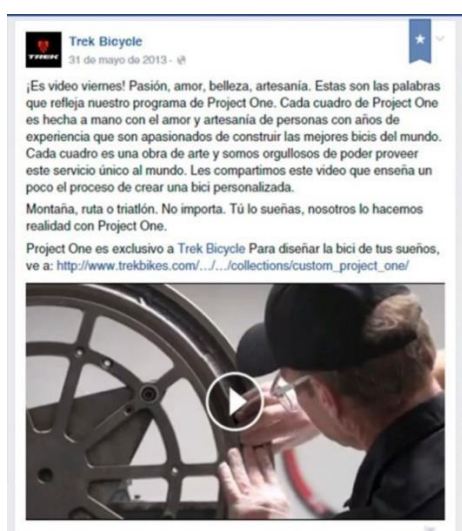 TREK
Trek Bicycle
31 de mayo de 2013 ·
¡Es video viernes! Pasión, amor, belleza, artesanía. Estas son las palabras
que refleja nuestro programa de Project One. Cada cuadro de Project One
es hecha a mano con el amor y artesanía de personas con años de
experiencia que son apasionados de construir las mejores bicis del mundo.
Cada cuadro es una obra de arte y somos orgullosos de poder proveer
este servicio único al mundo. Les compartimos este video que enseña un
poco el proceso de crear una bici personalizada.
Montaña, ruta o triatlón. No importa. Tú lo sueñas, nosotros lo hacemos
realidad con Project One.
Project One es exclusivo a Trek Bicycle Para diseñar la bici de tus sueños,
ve a: http://www.trekbikes.com/.../.../collections/custom_project_one/